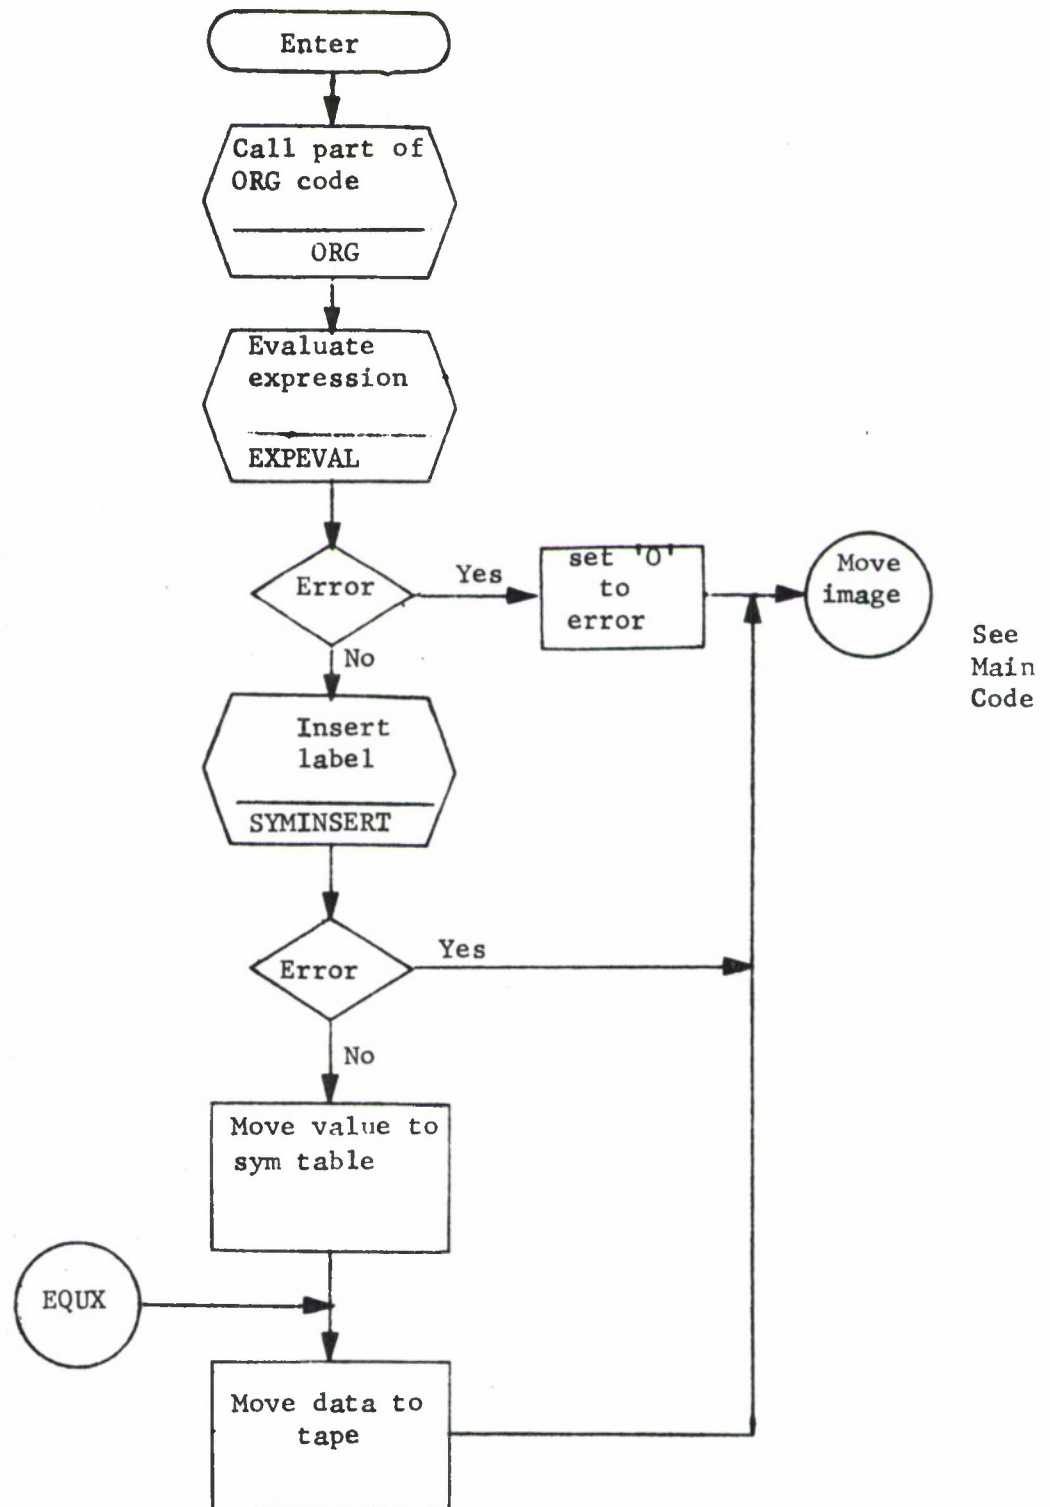 Enter
Call part of
ORG code
ORG
Evaluate
expression
EXPEVAL
Error
Yes
set 'O'
to
error
Move
image
See
Main
Code
No
Insert
label
SYMINSERT
Error
Yes
No
Move value to
sym table
EQUX
Move data to
tape